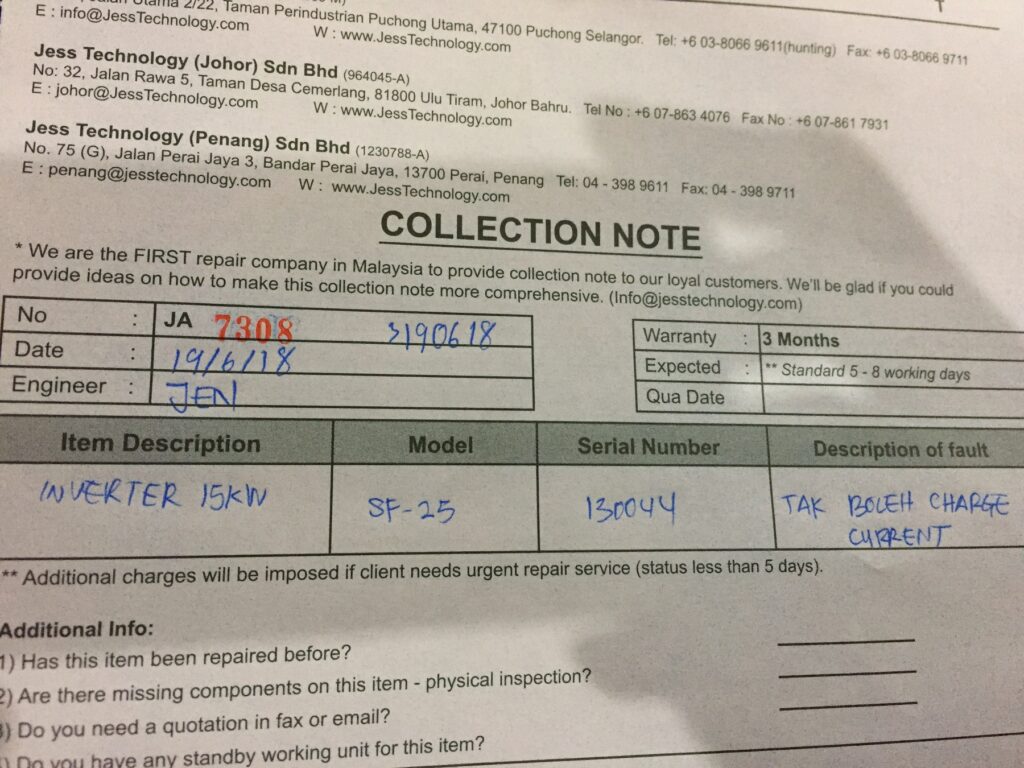 Utama 2/22, Taman Perindustrian Puchong Utama, 47100 Puchong Selangor. Tel: +6 03-8066 9611(hunting) Fax: +6 03-8066 9711
E : info@JessTechnology.com W : www.JessTechnology.com
Jess Technology (Johor) Sdn Bhd (964045-A)
No: 32, Jalan Rawa 5, Taman Desa Cemerlang, 81800 Ulu Tiram, Johor Bahru. Tel No : +6 07-863 4076 Fax No : +6 07-861 7931
E : johor@JessTechnology.com W : www.JessTechnology.com
Jess Technology (Penang) Sdn Bhd (1230788-A)
No. 75 (G), Jalan Perai Jaya 3, Bandar Perai Jaya, 13700 Perai, Penang Tel: 04 - 398 9611 Fax: 04 - 398 9711
E : penang@jesstechnology.com W : www.JessTechnology.com
COLLECTION NOTE
* We are the FIRST repair company in Malaysia to provide collection note to our loyal customers. We'll be glad if you could
provide ideas on how to make this collection note more comprehensive. (Info@jesstechnology.com)
No : JA 7308
Date : 19/6/18
Engineer : JEN
Warranty : 3 Months
Expected : ** Standard 5 - 8 working days
Qua Date
Item Description Model Serial Number Description of fault
INVERTER 15KW SF-25 130044 TAK BOLEH CHARGE
CURRENT
** Additional charges will be imposed if client needs urgent repair service (status less than 5 days).
Additional Info:
1) Has this item been repaired before?
2) Are there missing components on this item - physical inspection?
3) Do you need a quotation in fax or email?
Do you have any standby working unit for this item?